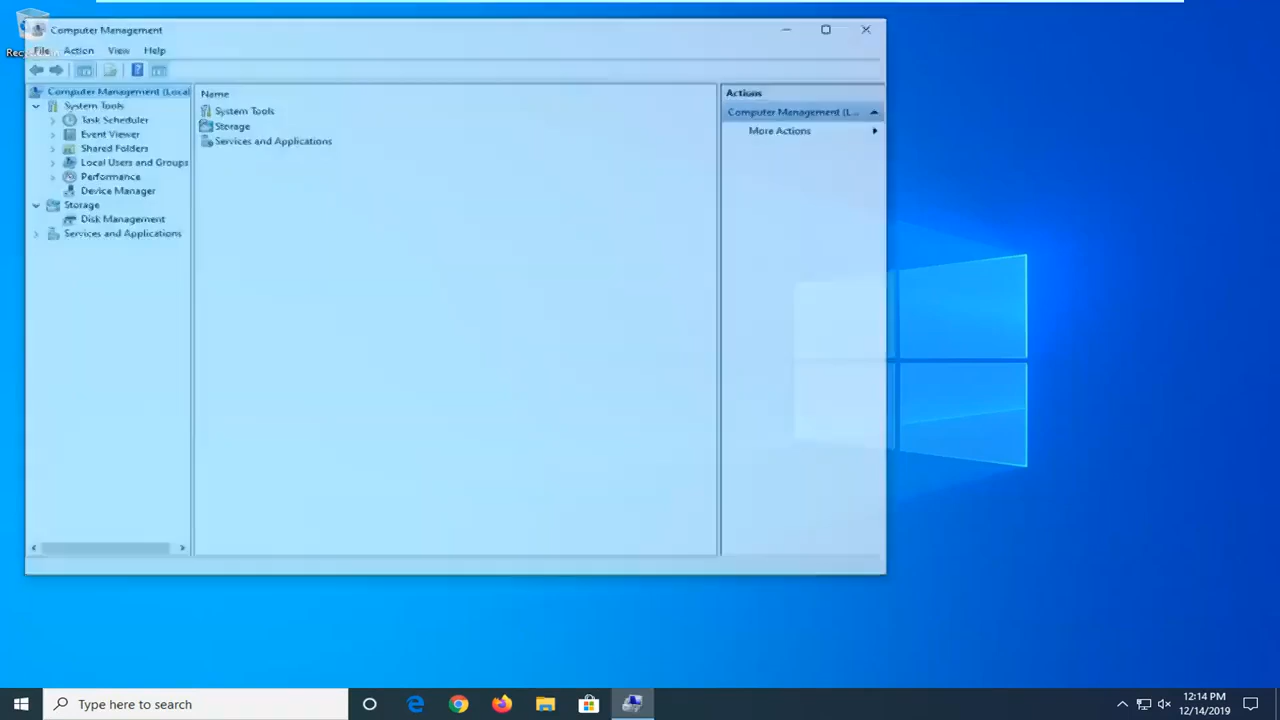 Computer Management
File Action View Help
Computer Management (Local
System Tools
Task Scheduler
Event Viewer
Shared Folders
Local Users and Groups
Performance
Device Manager
Storage
Disk Management
Services and Applications
Name
System Tools
Storage
Services and Applications
Actions
Computer Management (L...
More Actions
Type here to search
12:14 PM
12/14/2019